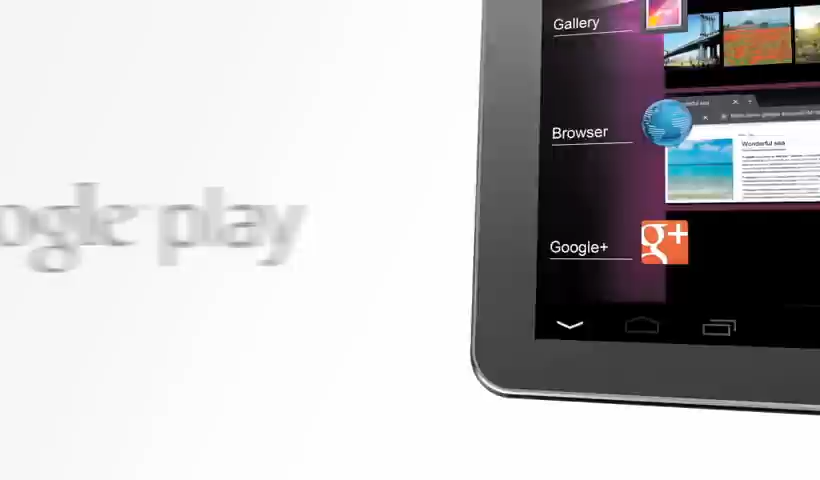 Gallery
Browser
Wonderful sea
Google+
g+
ogle play